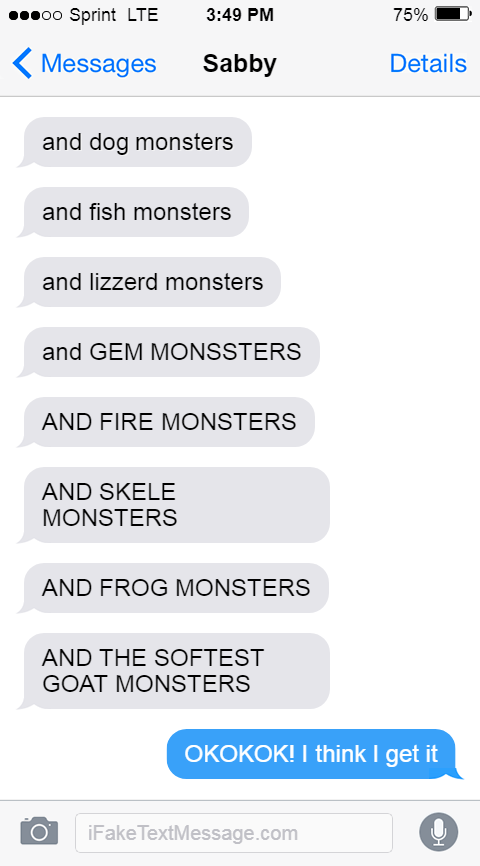 Sprint LTE 3:49 PM 75%
Messages Sabby Details
and dog monsters
and fish monsters
and lizzerd monsters
and GEM MONSSTERS
AND FIRE MONSTERS
AND SKELE
MONSTERS
AND FROG MONSTERS
AND THE SOFTEST
GOAT MONSTERS
OKOKOK! I think I get it
iFakeTextMessage.com